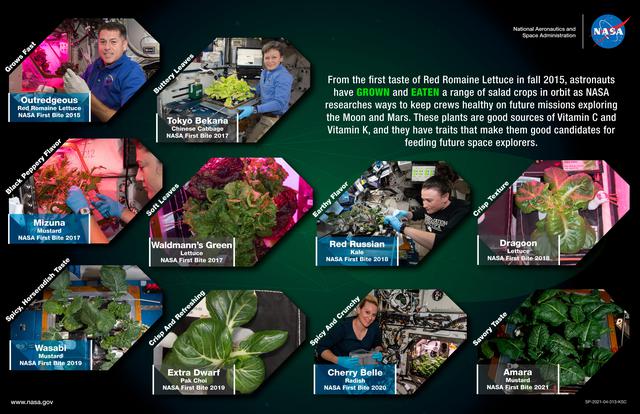 National Aeronautics and
Space Administration
NASA
From the first taste of Red Romaine Lettuce in fall 2015, astronauts
have GROWN and EATEN a range of salad crops in orbit as NASA
researches ways to keep crews healthy on future missions exploring
the Moon and Mars. These plants are good sources of Vitamin C and
Vitamin K, and they have traits that make them good candidates for
feeding future space explorers.
Grows Fast
Outredgeous
Red Romaine Lettuce
NASA First Bite 2015
Buttery Leaves
Tokyo Bekana
Chinese Cabbage
NASA First Bite 2017
Black Peppery Flavor
Mizuna
Mustard
NASA First Bite 2017
Soft Leaves
Waldmann's Green
Lettuce
NASA First Bite 2017
Earthy Flavor
Red Russian
Kale
NASA First Bite 2018
Crisp Texture
Dragoon
Lettuce
NASA First Bite 2018
Spicy, Horseradish Taste
Wasabi
Mustard
NASA First Bite 2019
Crisp And Refreshing
Extra Dwarf
Pak Choi
NASA First Bite 2019
Spicy And Crunchy
Cherry Belle
Radish
NASA First Bite 2020
Savory Taste
Amara
Mustard
NASA First Bite 2021
www.nasa.gov
SP-2021-04-013-KSC